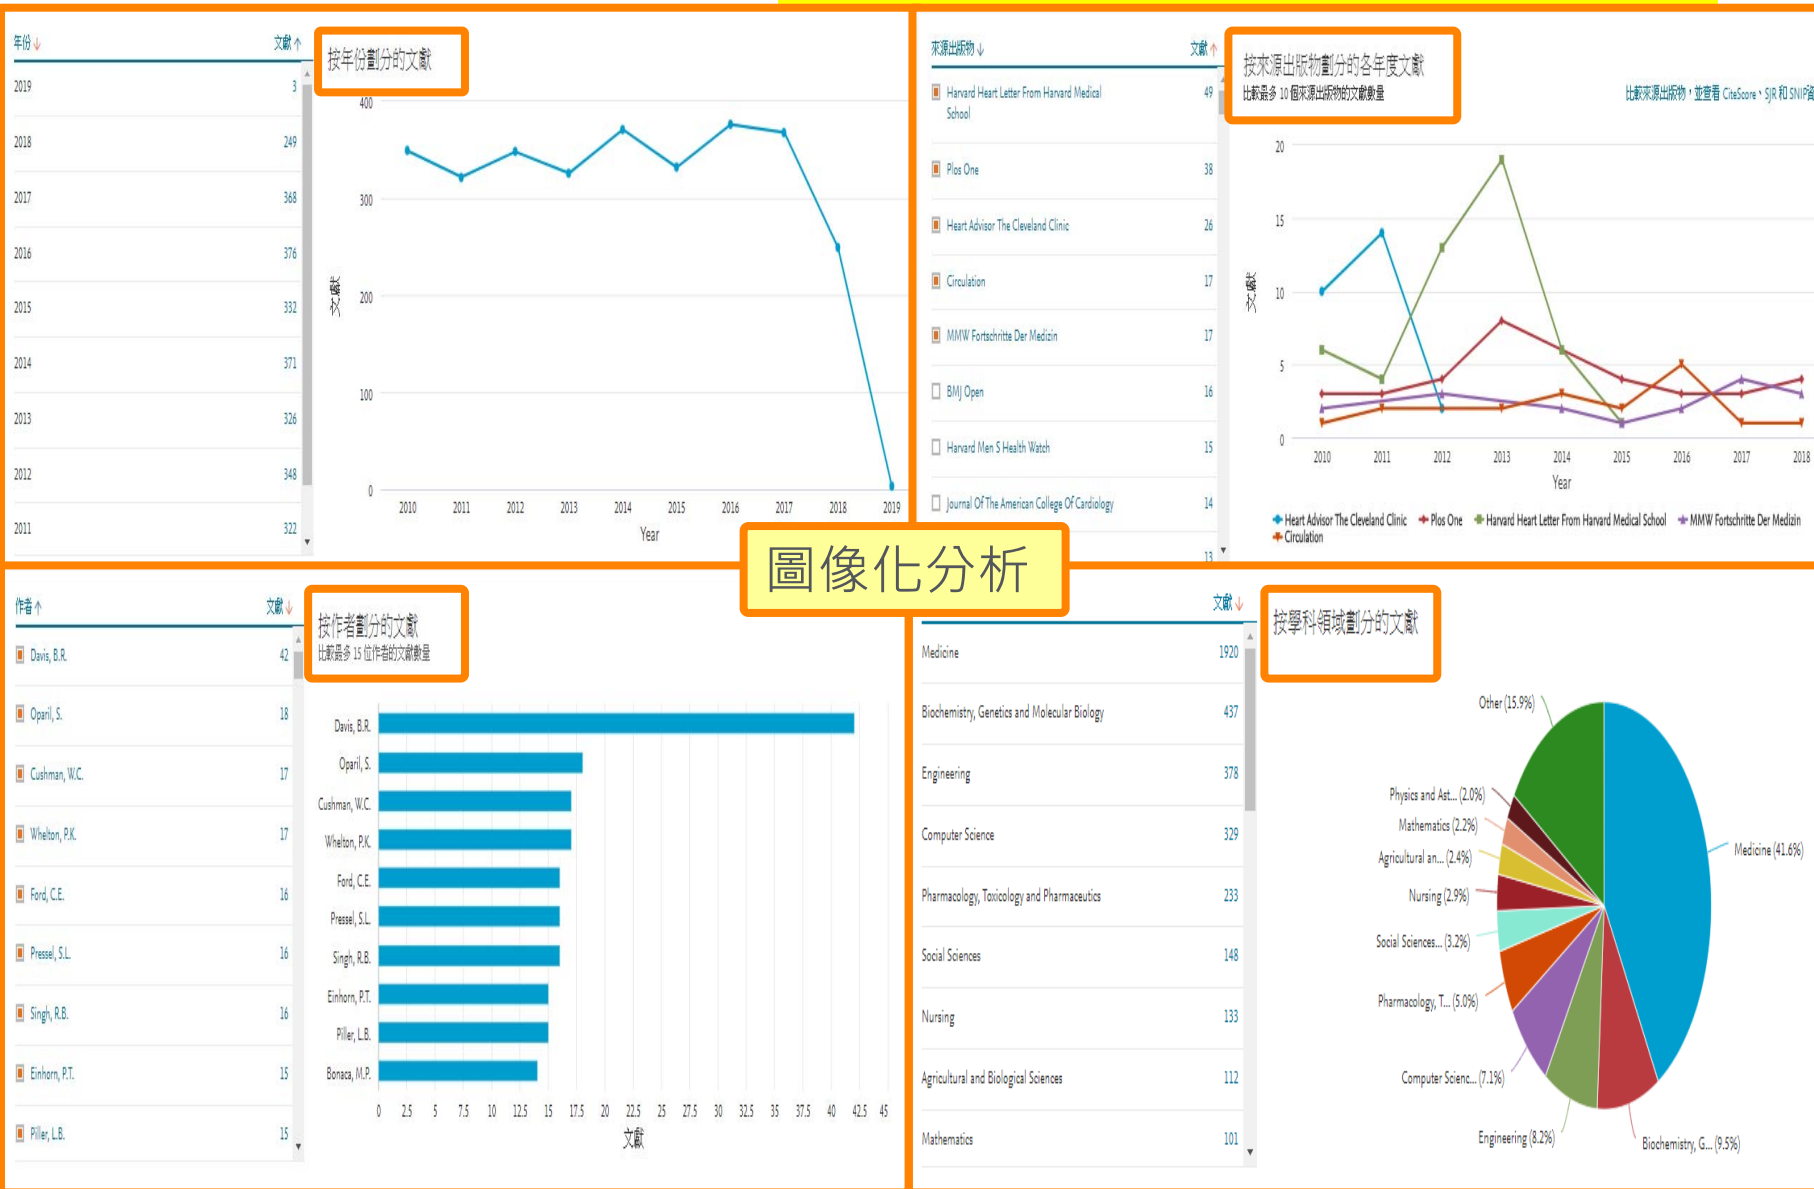 年份↓ 文獻↑
2019 3
2018 249
2017 368
2016 376
2015 332
2014 371
2013 326
2012 348
2011 322
按年份劃分的文獻
400
300
200
100
0
文獻
2010 2011 2012 2013 2014 2015 2016 2017 2018 2019
Year
來源出版物↓ 文獻↑
Harvard Heart Letter From Harvard Medical 49
School
Plos One 38
Heart Advisor The Cleveland Clinic 26
Circulation 17
MMW Fortschritte Der Medizin 17
BMJ Open 16
Harvard Men S Health Watch 15
Journal Of The American College Of Cardiology 14
13
按來源出版物劃分的各年度文獻
比較最多 10 個來源出版物的文獻數量
比較來源出版物，並查看 CiteScore、SJR 和 SNIP
20
15
10
5
0
文獻
2010 2011 2012 2013 2014 2015 2016 2017 2018
Year
Heart Advisor The Cleveland Clinic Plos One Harvard Heart Letter From Harvard Medical School MMW Fortschritte Der Medizin
Circulation
圖像化分析
作者↑ 文獻↓
Davis, B.R. 42
Oparil, S. 18
Cushman, W.C. 17
Whelton, P.K. 17
Ford, C.E. 16
Pressel, S.L. 16
Singh, R.B. 16
Einhorn, P.T. 15
Piller, L.B. 15
按作者劃分的文獻
比較最多 15 位作者的文獻數量
Davis, B.R.
Oparil, S.
Cushman, W.C.
Whelton, P.K.
Ford, C.E.
Pressel, S.L.
Singh, R.B.
Einhorn, P.T.
Piller, L.B.
Bonaca, M.P.
0 2.5 5 7.5 10 12.5 15 17.5 20 22.5 25 27.5 30 32.5 35 37.5 40 42.5 45
文獻
文獻↓
Medicine 1920
Biochemistry, Genetics and Molecular Biology 437
Engineering 378
Computer Science 329
Pharmacology, Toxicology and Pharmaceutics 233
Social Sciences 148
Nursing 133
Agricultural and Biological Sciences 112
Mathematics 101
按學科領域劃分的文獻
Other (15.9%)
Physics and Ast... (2.0%)
Mathematics (2.2%)
Agricultural an... (2.4%)
Nursing (2.9%)
Social Sciences... (3.2%)
Pharmacology, T... (5.0%)
Computer Scienc... (7.1%)
Engineering (8.2%)
Biochemistry, G... (9.5%)
Medicine (41.6%)